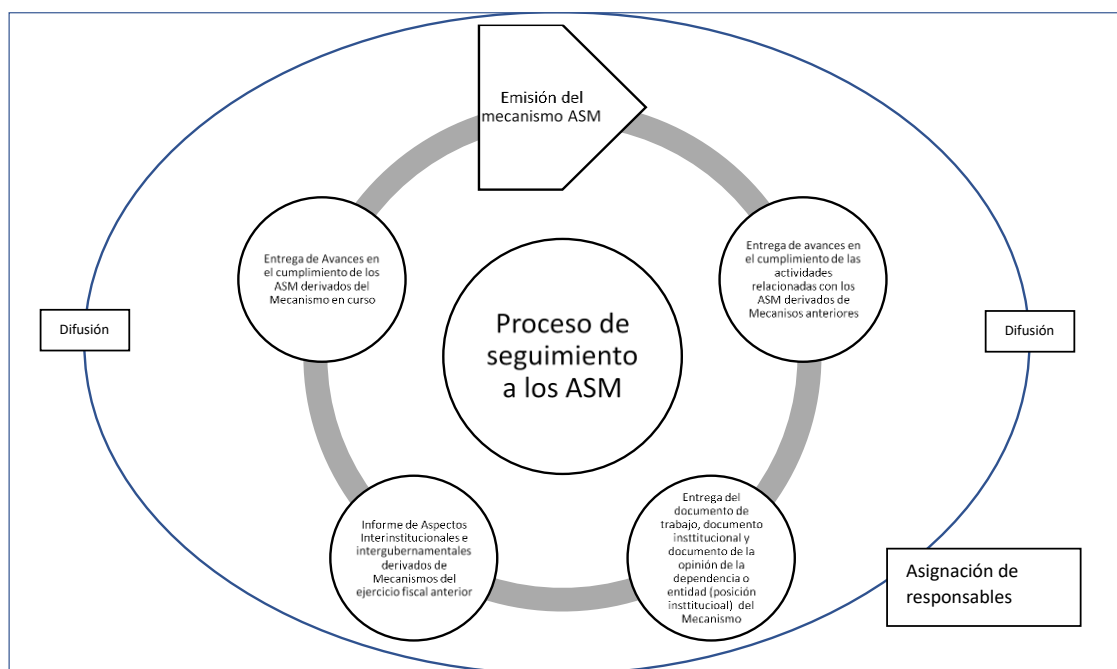 Emisión del
mecanismo ASM
Entrega de Avances en
el cumplimiento de los
ASM derivados del
Mecanismo en curso
Entrega de avances en
el cumplimiento de las
actividades
relacionadas con los
ASM derivados de
Mecanisos anteriores
Difusión
Proceso de
seguimiento
a los ASM
Difusión
Informe de Aspectos
Interinstitucionales e
intergubernamentales
derivados de
Mecanismos del
ejercicio fiscal anterior
Entrega del
documento de
trabajo, documento
insttitucional y
documento de la
opinión de la
dependencia o
entidad (posición
insttitucioal) del
Mecanismo
Asignación de
responsables